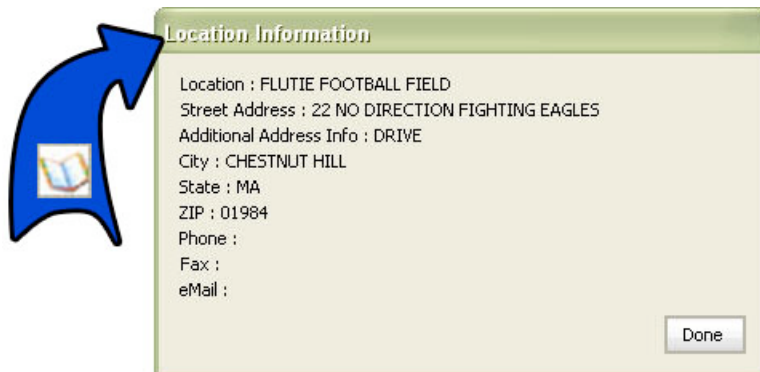 Location Information
Location : FLUTIE FOOTBALL FIELD
Street Address : 22 NO DIRECTION FIGHTING EAGLES
Additional Address Info : DRIVE
City : CHESTNUT HILL
State : MA
ZIP : 01984
Phone :
Fax :
eMail :
Done